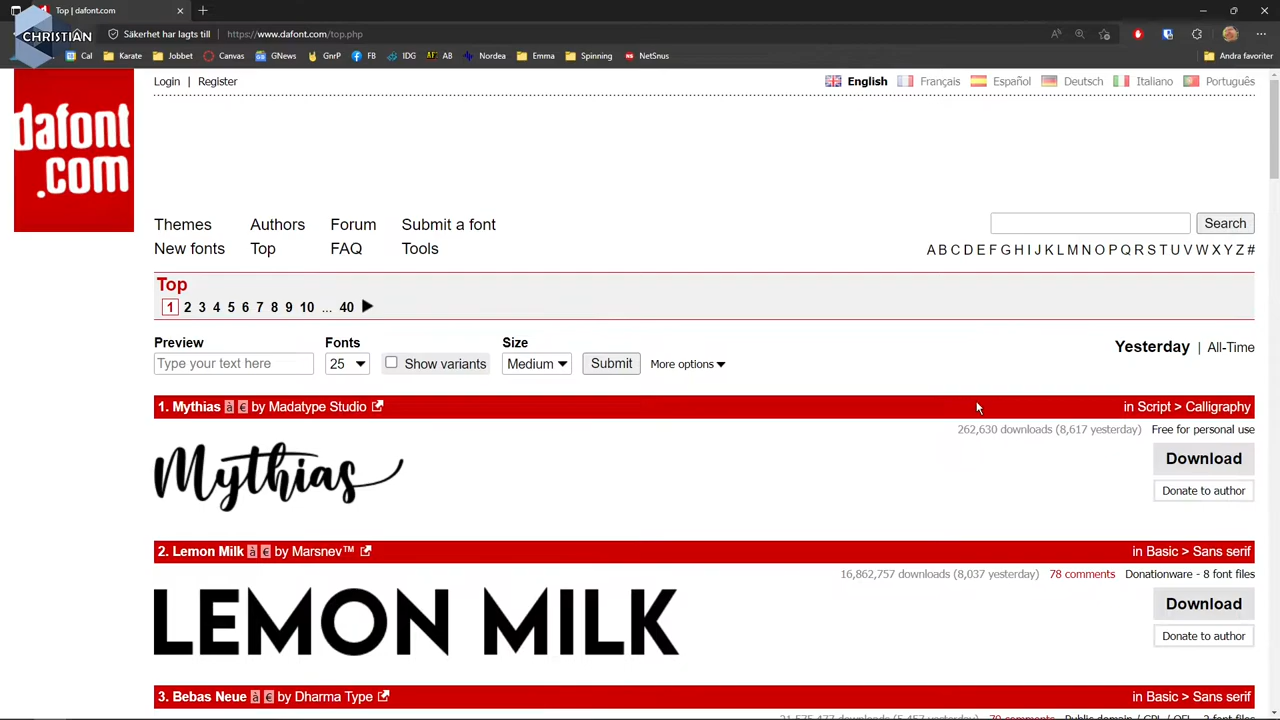 Top | dafont.com
CHRISTIAN
Säkerhet har lagts till
https://www.dafont.com/top.php
Cal Karate Jobbet Canvas GNews GnrP FB IDG AB Nordea Emma Spinning NetSnus Andra favoriter
dafont
.com
Login | Register
English Français Español Deutsch Italiano Português
Themes Authors Forum Submit a font
Search
New fonts Top FAQ Tools
A B C D E F G H I J K L M N O P Q R S T U V W X Y Z #
Top
1 2 3 4 5 6 7 8 9 10 ... 40
Preview Fonts Size
Yesterday | All-Time
Type your text here 25 Show variants Medium Submit More options
1. Mythias à € by Madatype Studio in Script > Calligraphy
262,630 downloads (8,617 yesterday) Free for personal use
Mythias
Download
Donate to author
2. Lemon Milk à € by Marsnev™ in Basic > Sans serif
16,862,757 downloads (8,037 yesterday) 78 comments Donationware - 8 font files
LEMON MILK
Download
Donate to author
3. Bebas Neue à € by Dharma Type in Basic > Sans serif